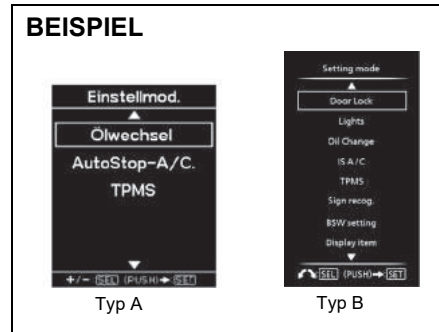 BEISPIEL
Einstellmod.
Ölwechsel
AutoStop-A/C.
TPMS
+/- SEL (PUSH)→ SET
Typ A
Setting mode
Door Lock
Lights
Oil Change
IS A/C
TPMS
Sign recog.
BSW setting
Display item
SEL (PUSH)→ SET
Typ B